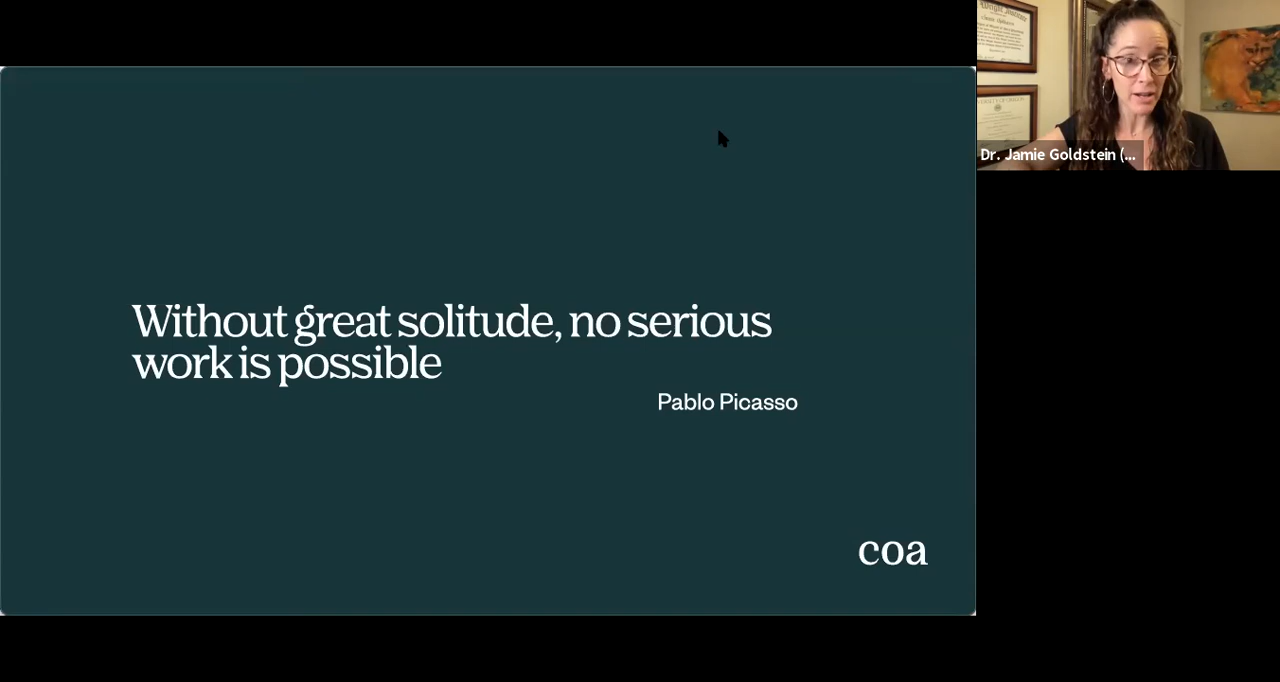 Without great solitude, no serious
work is possible
Pablo Picasso
coa
Dr. Jamie Goldstein (...